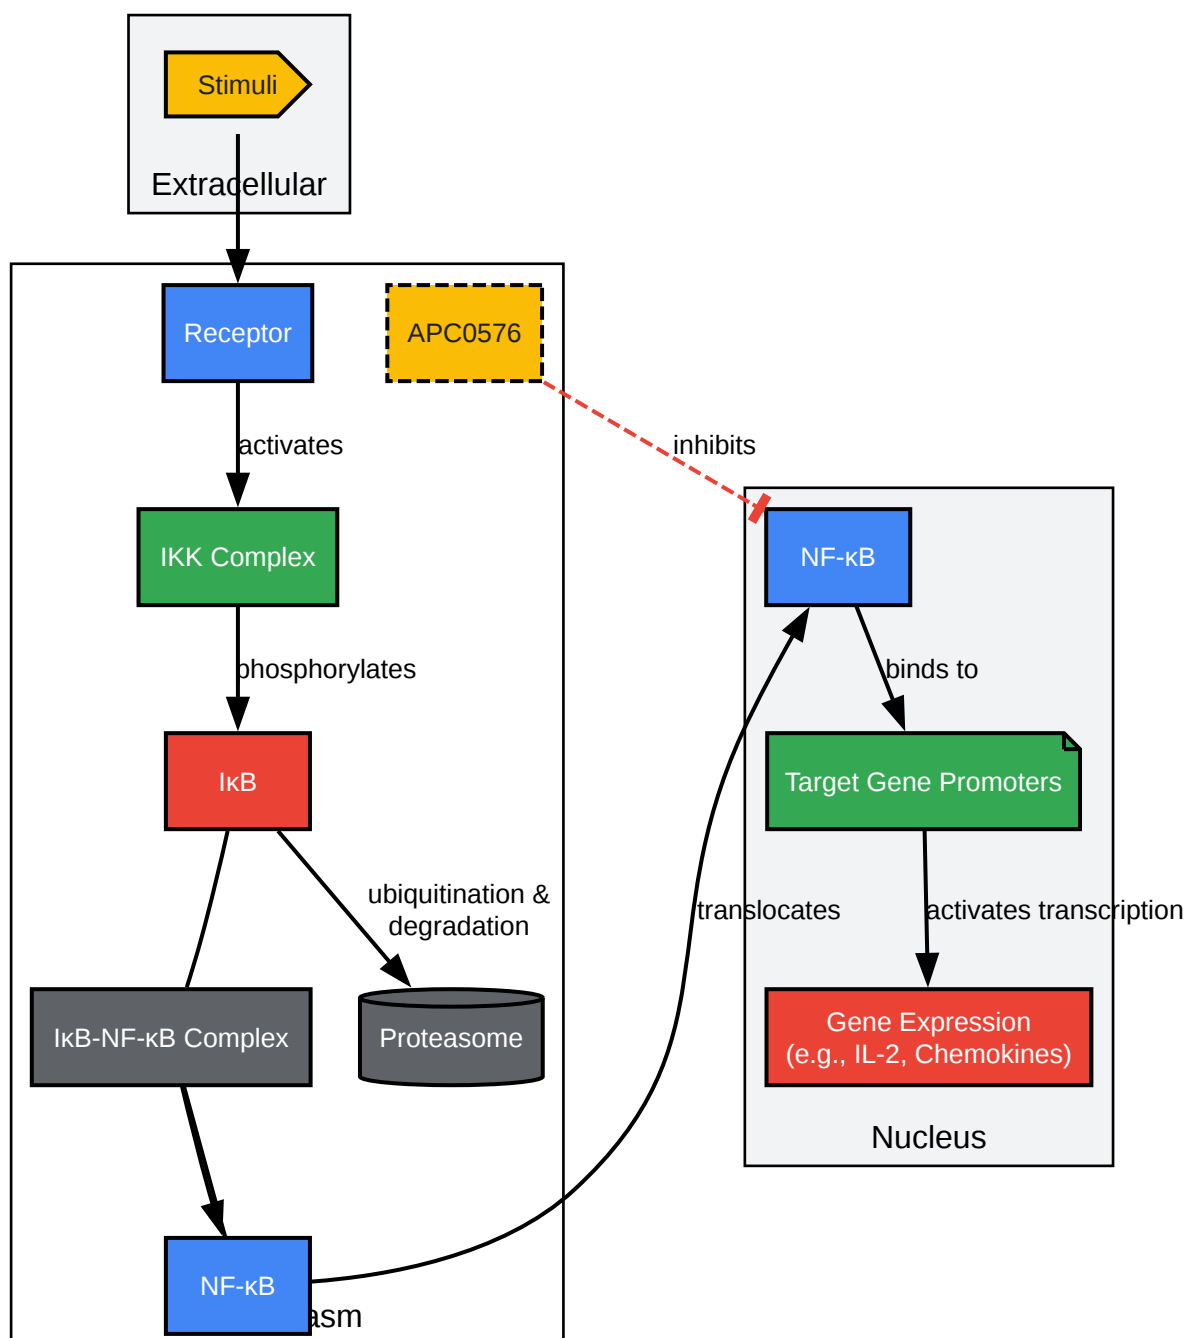 Stimuli
Extracellular
Receptor
APC0576
activates
inhibits
IKK Complex
NF-κB
phosphorylates
binds to
IκB
Target Gene Promoters
ubiquitination &
degradation
translocates
activates transcription
IκB-NF-κB Complex
Proteasome
Gene Expression
(e.g., IL-2, Chemokines)
Nucleus
NF-κB